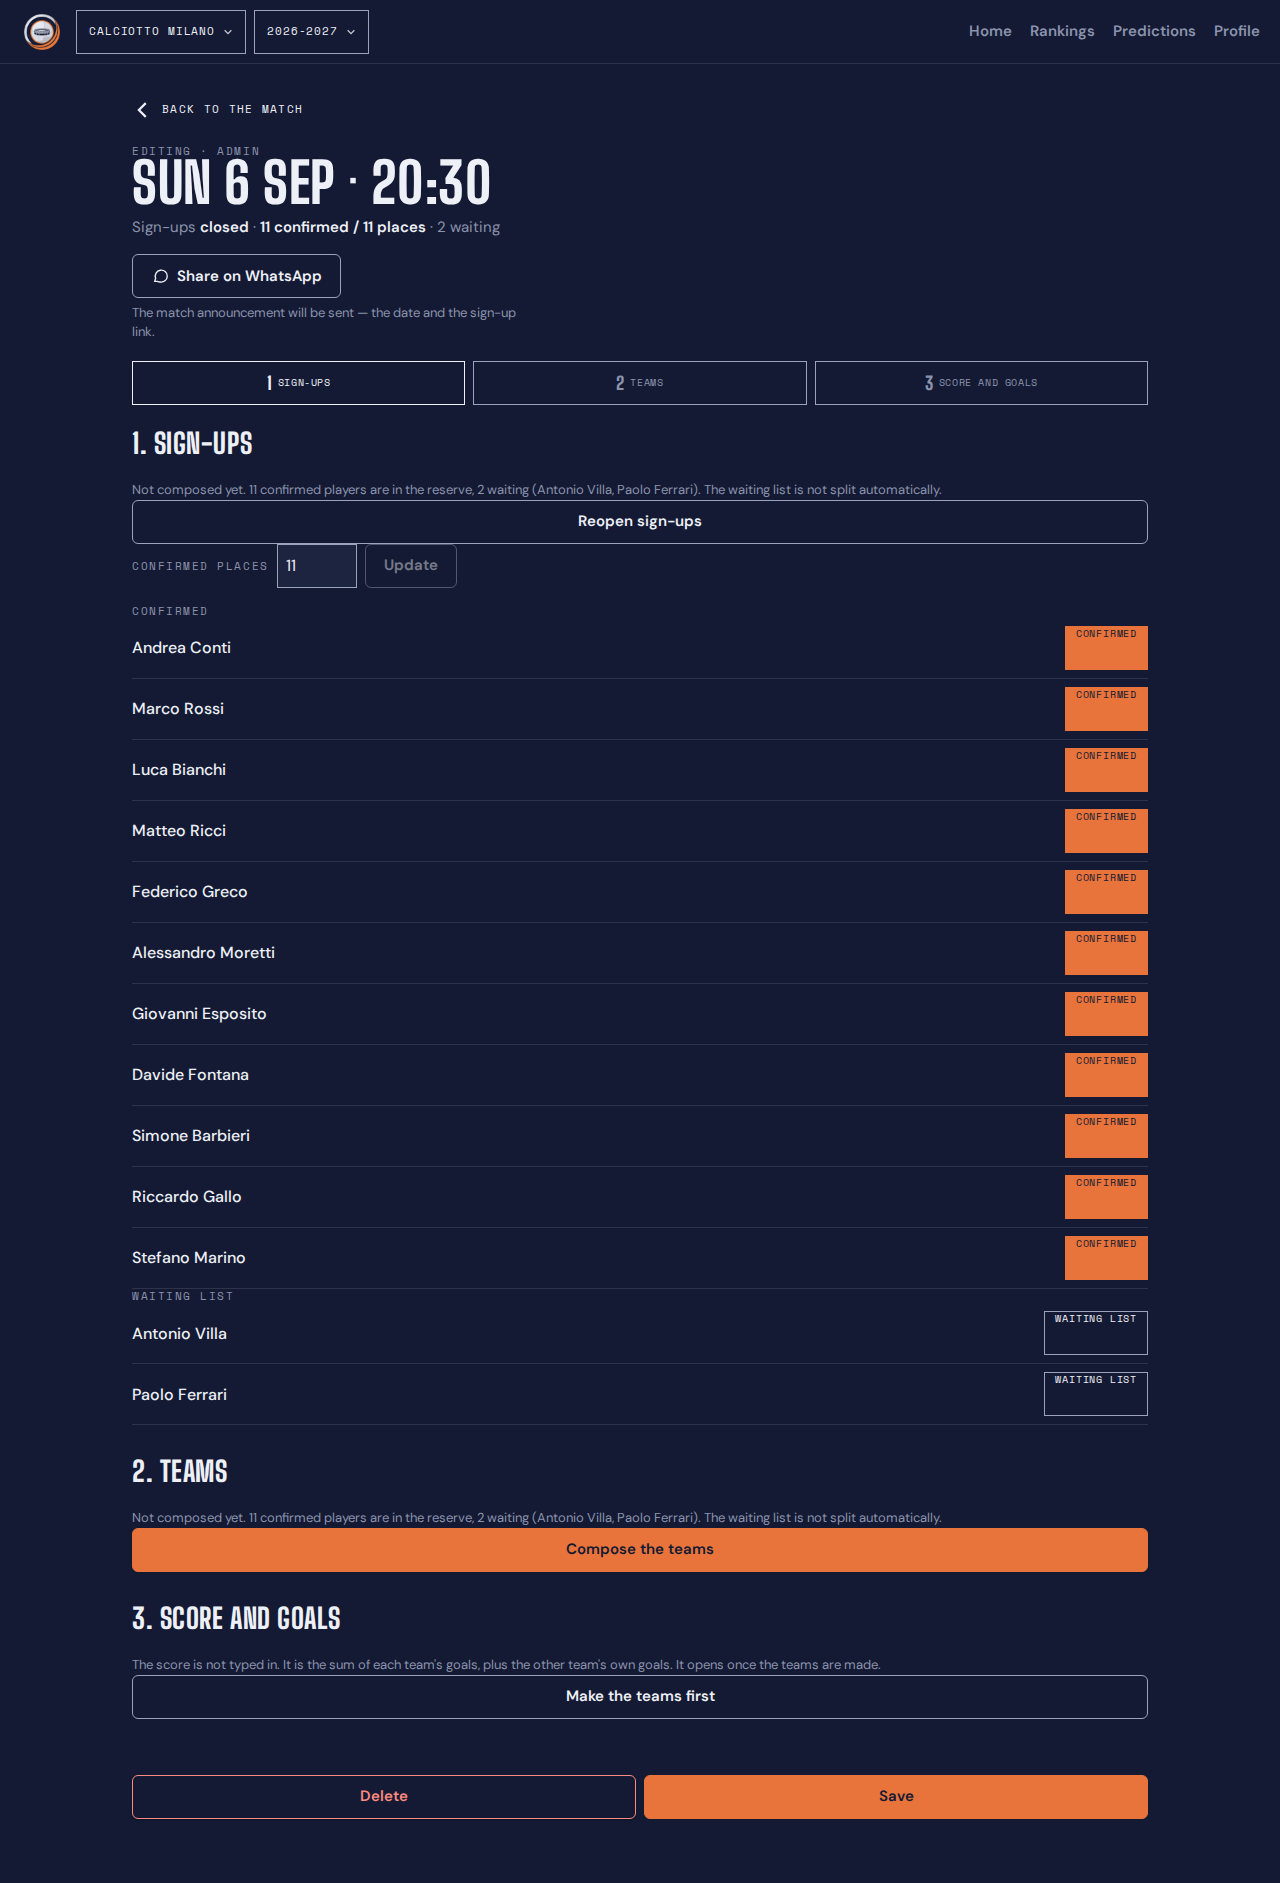 CALCIOTTO MILANO
2026-2027
Home
Rankings
Predictions
Profile
BACK TO THE MATCH
EDITING · ADMIN
SUN 6 SEP · 20:30
Sign-ups closed · 11 confirmed / 11 places · 2 waiting
Share on WhatsApp
The match announcement will be sent — the date and the sign-up
link.
1 SIGN-UPS
2 TEAMS
3 SCORE AND GOALS
1. SIGN-UPS
Not composed yet. 11 confirmed players are in the reserve, 2 waiting (Antonio Villa, Paolo Ferrari). The waiting list is not split automatically.
Reopen sign-ups
CONFIRMED PLACES 11 Update
CONFIRMED
Andrea Conti CONFIRMED
Marco Rossi CONFIRMED
Luca Bianchi CONFIRMED
Matteo Ricci CONFIRMED
Federico Greco CONFIRMED
Alessandro Moretti CONFIRMED
Giovanni Esposito CONFIRMED
Davide Fontana CONFIRMED
Simone Barbieri CONFIRMED
Riccardo Gallo CONFIRMED
Stefano Marino CONFIRMED
WAITING LIST
Antonio Villa WAITING LIST
Paolo Ferrari WAITING LIST
2. TEAMS
Not composed yet. 11 confirmed players are in the reserve, 2 waiting (Antonio Villa, Paolo Ferrari). The waiting list is not split automatically.
Compose the teams
3. SCORE AND GOALS
The score is not typed in. It is the sum of each team's goals, plus the other team's own goals. It opens once the teams are made.
Make the teams first
Delete
Save